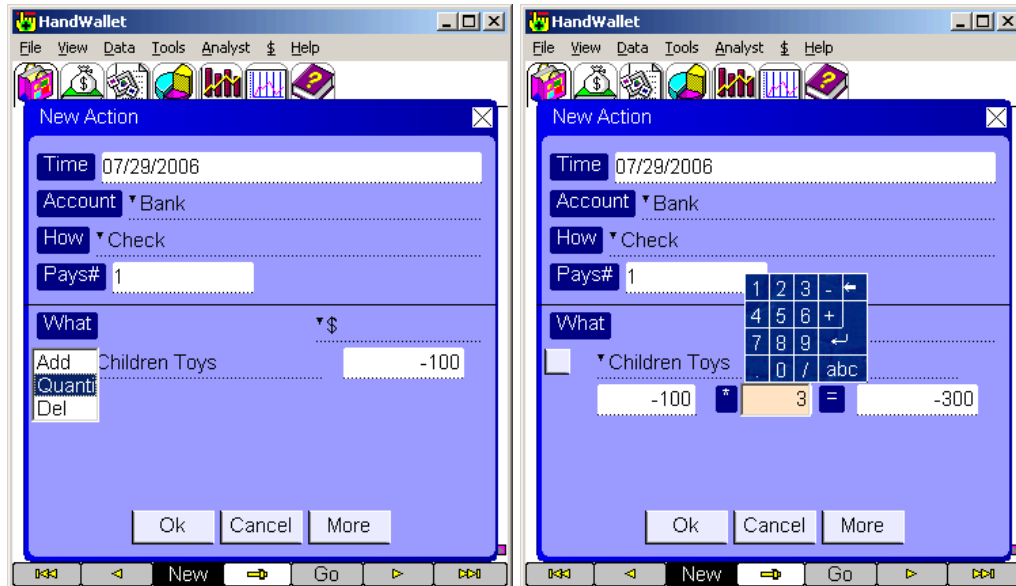 HandWallet
File View Data Tools Analyst $ Help
New Action
Time 07/29/2006
Account Bank
How Check
Pays# 1
What $
Add Children Toys -100
Quanti
Del
Ok Cancel More
New Go
HandWallet
File View Data Tools Analyst $ Help
New Action
Time 07/29/2006
Account Bank
How Check
Pays# 1
1 2 3 -
4 5 6 +
7 8 9
. 0 / abc
What
Children Toys
-100 * 3 = -300
Ok Cancel More
New Go